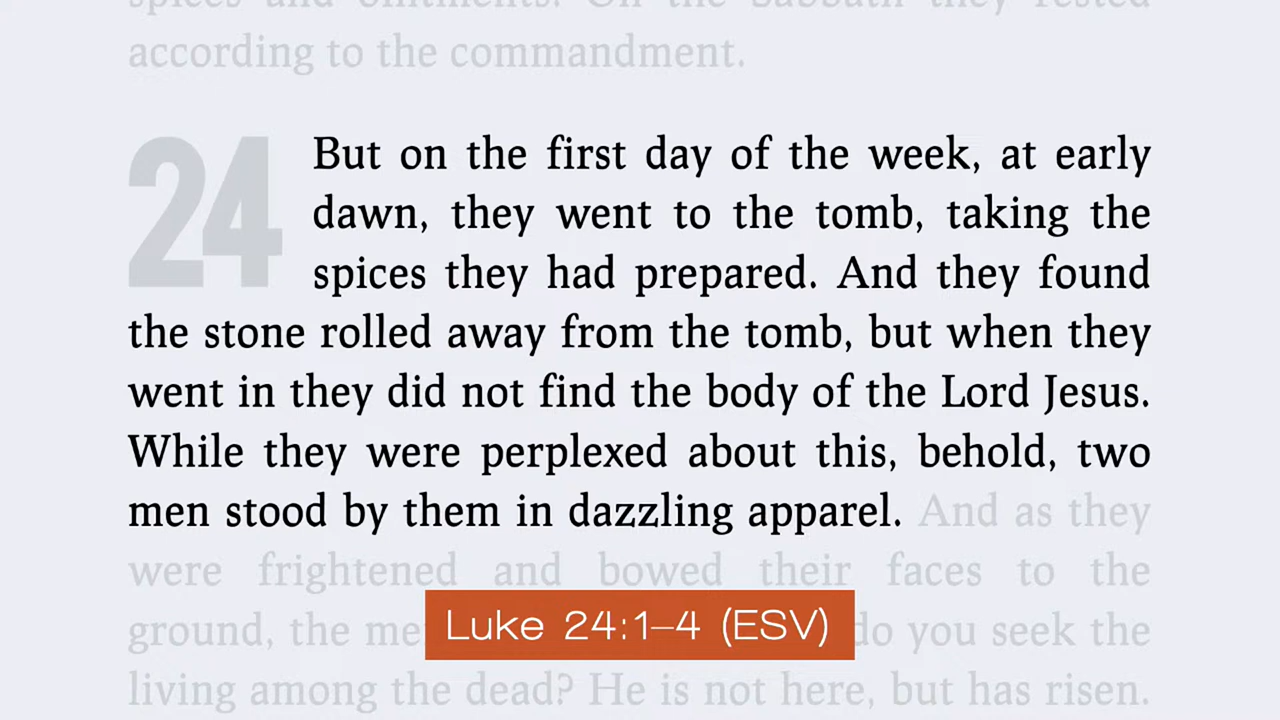 spices and ointments. On the Sabbath they rested
according to the commandment.
24 But on the first day of the week, at early
dawn, they went to the tomb, taking the
spices they had prepared. And they found
the stone rolled away from the tomb, but when they
went in they did not find the body of the Lord Jesus.
While they were perplexed about this, behold, two
men stood by them in dazzling apparel. And as they
were frightened and bowed their faces to the
ground, the me do you seek the
Luke 24:1–4 (ESV)
living among the dead? He is not here, but has risen.